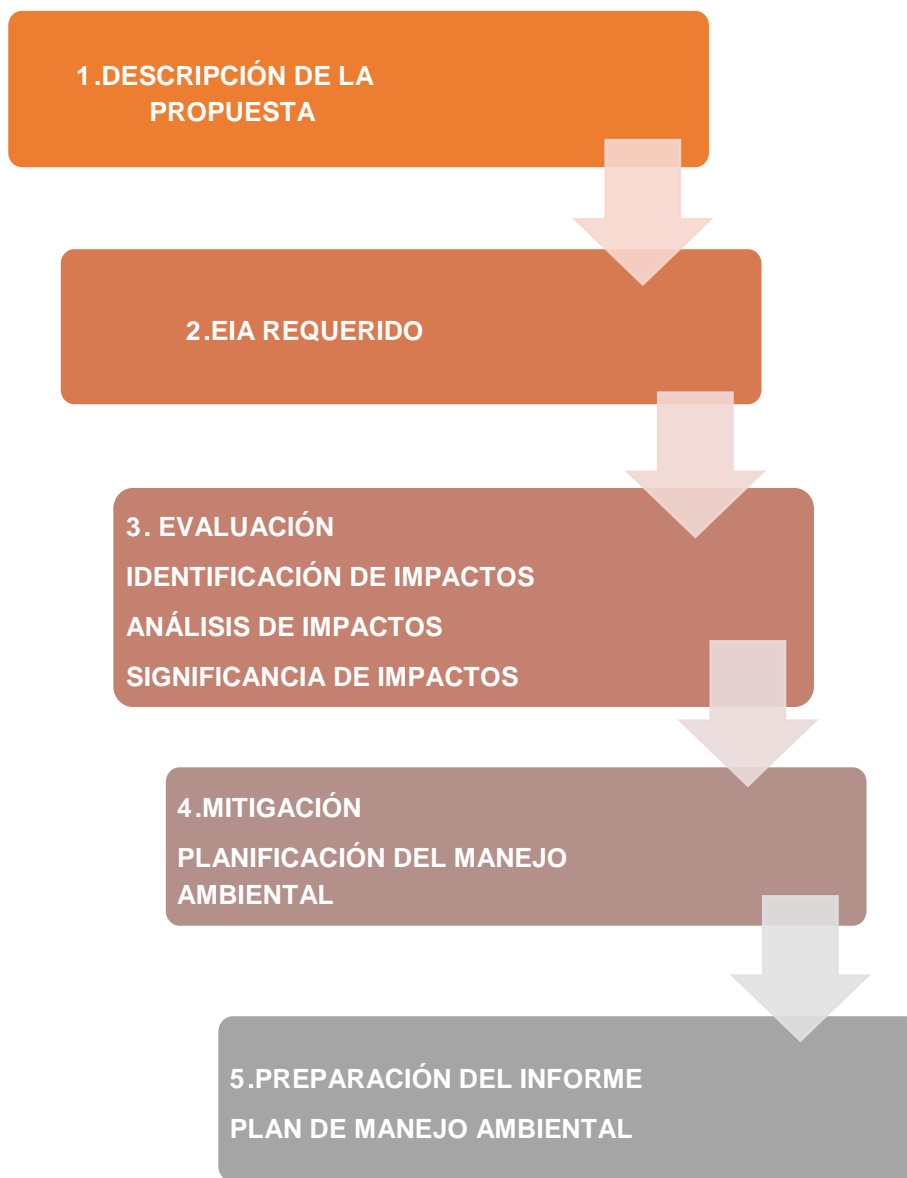 1.DESCRIPCIÓN DE LA
PROPUESTA
2.EIA REQUERIDO
3. EVALUACIÓN
IDENTIFICACIÓN DE IMPACTOS
ANÁLISIS DE IMPACTOS
SIGNIFICANCIA DE IMPACTOS
4.MITIGACIÓN
PLANIFICACIÓN DEL MANEJO
AMBIENTAL
5.PREPARACIÓN DEL INFORME
PLAN DE MANEJO AMBIENTAL